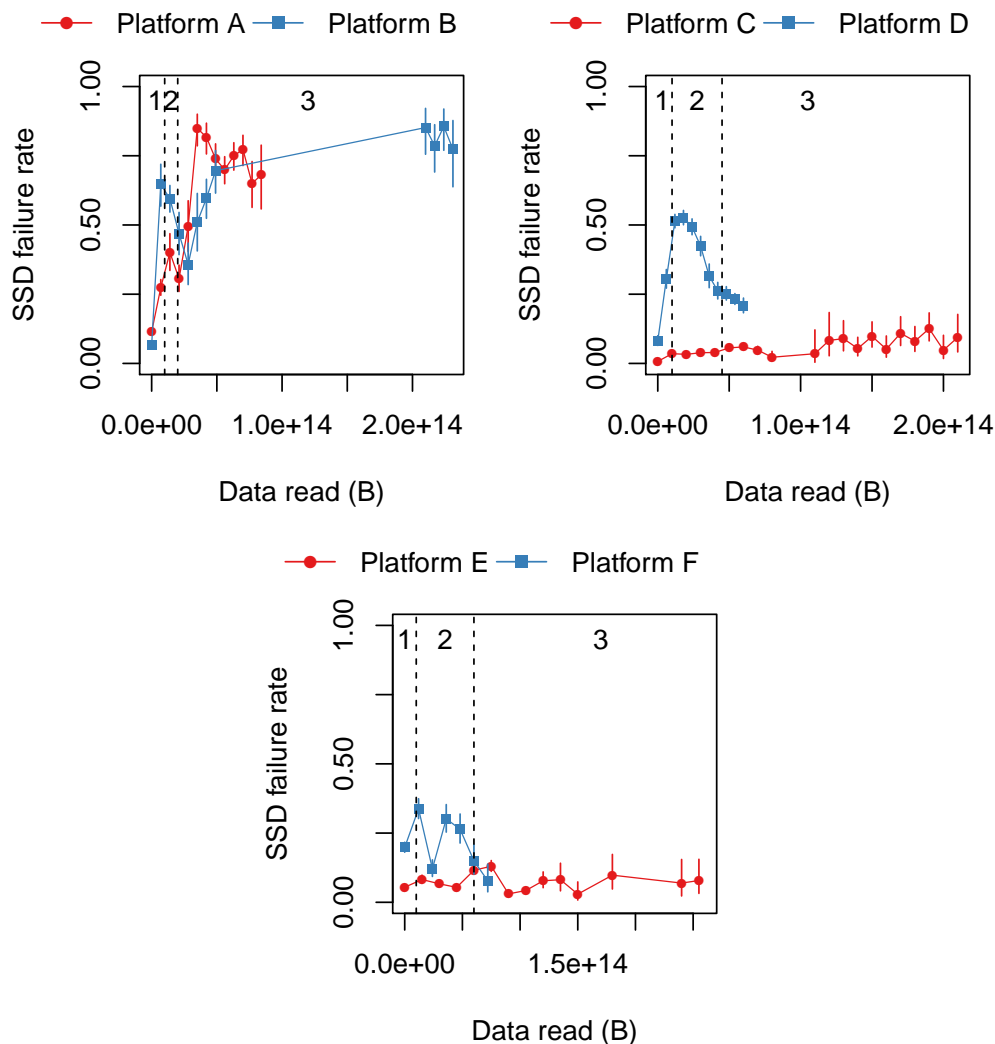 Platform A Platform B
SSD failure rate
0.00 0.50 1.00
1 2 3
0.0e+00 1.0e+14 2.0e+14
Data read (B)
Platform C Platform D
SSD failure rate
0.00 0.50 1.00
1 2 3
0.0e+00 1.0e+14 2.0e+14
Data read (B)
Platform E Platform F
SSD failure rate
0.00 0.50 1.00
1 2 3
0.0e+00 1.5e+14
Data read (B)